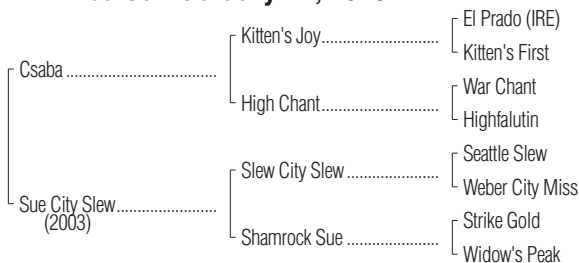 El Prado (IRE)
Kitten's Joy
Kitten's First
Csaba
War Chant
High Chant
Highfalutin
Seattle Slew
Slew City Slew
Weber City Miss
Sue City Slew
(2003)
Strike Gold
Shamrock Sue
Widow's Peak